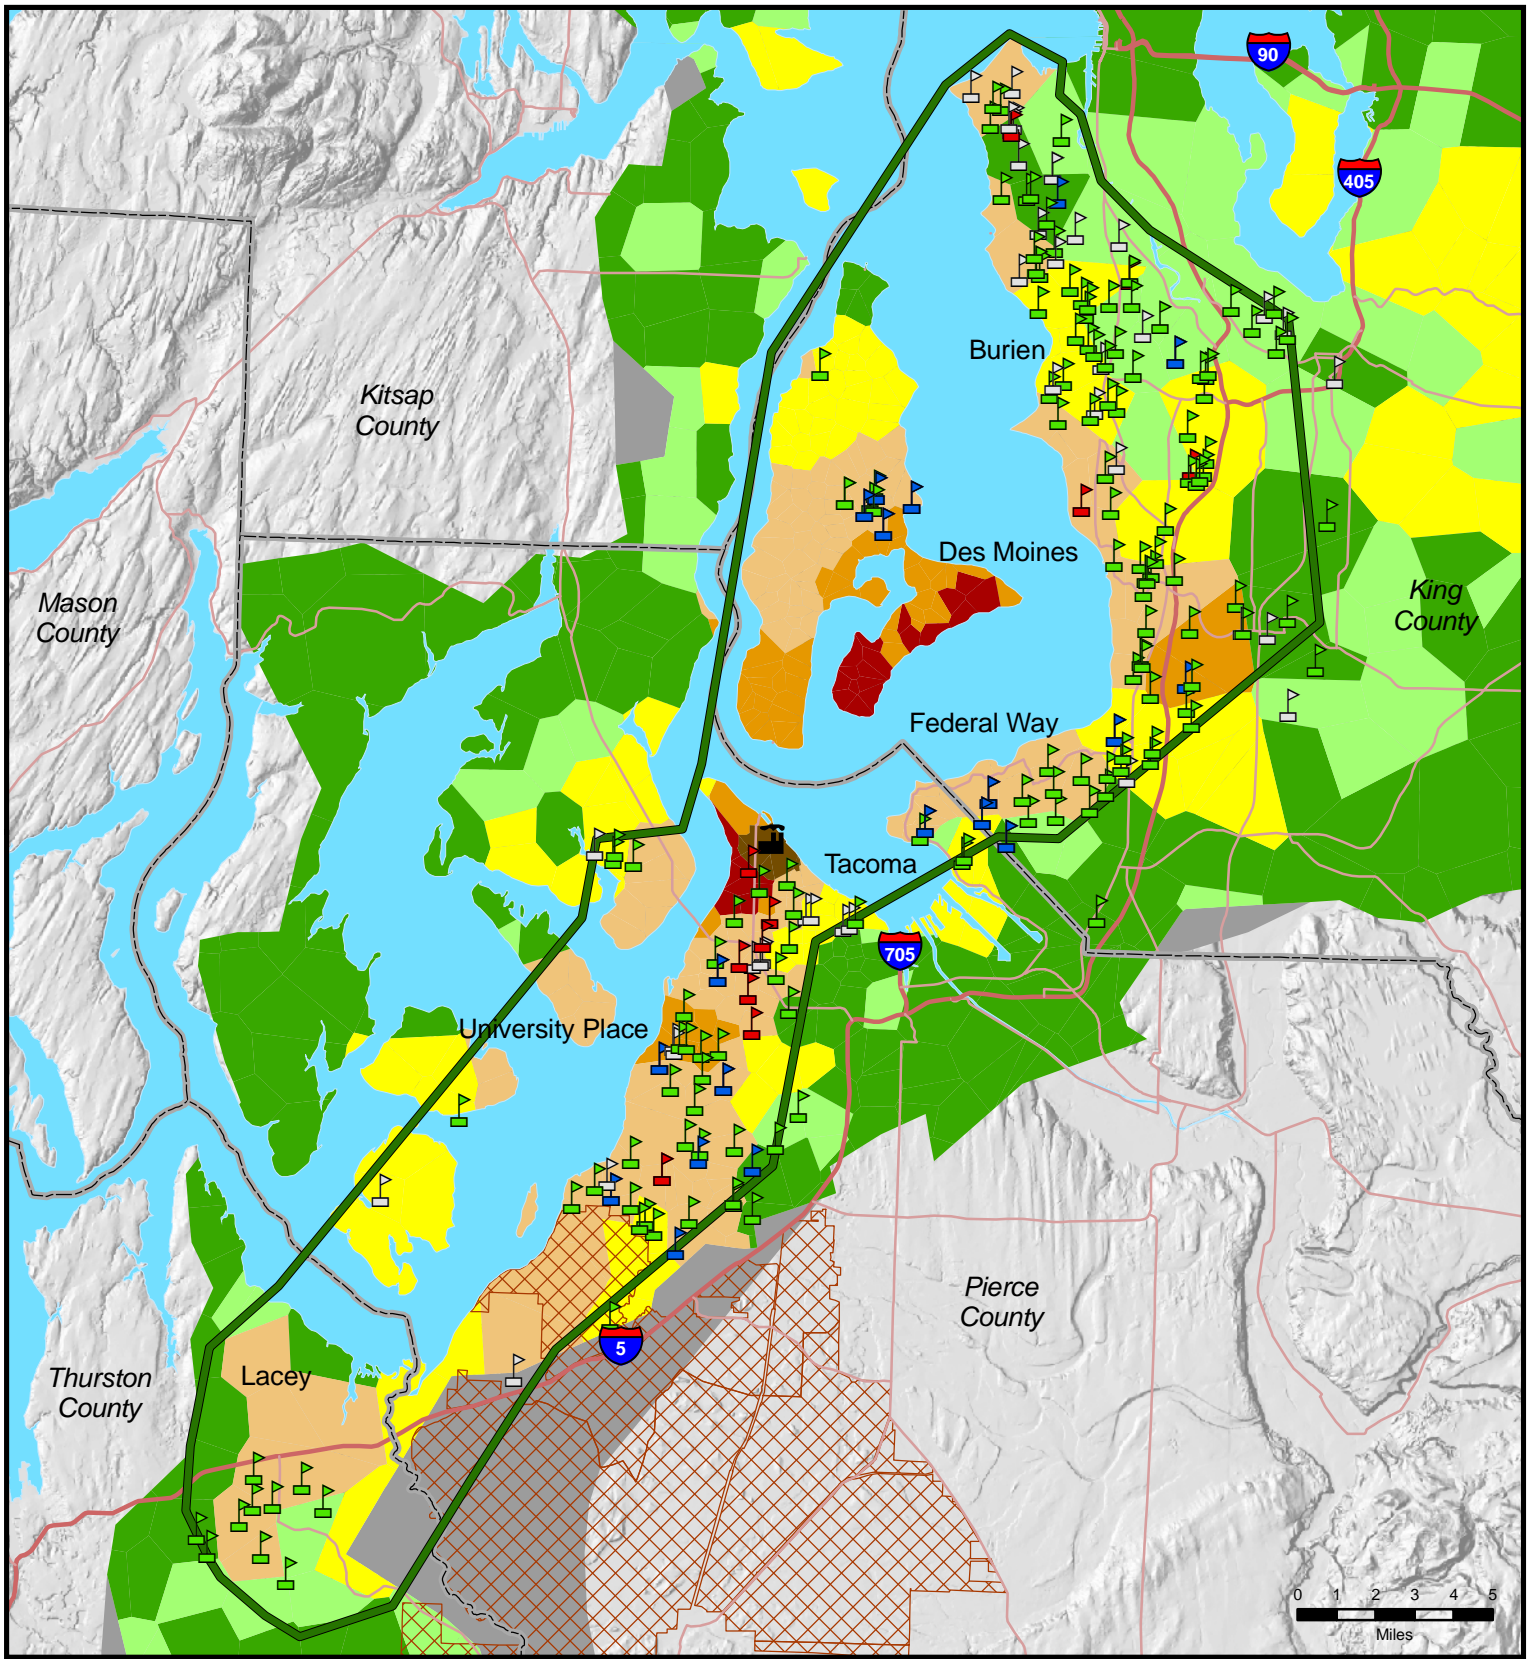 90
405
Burien
Kitsap
County
Des Moines
Mason
County
King
County
Federal Way
Tacoma
705
University Place
Pierce
County
5
Thurston
County
Lacey
0 1 2 3 4 5
Miles